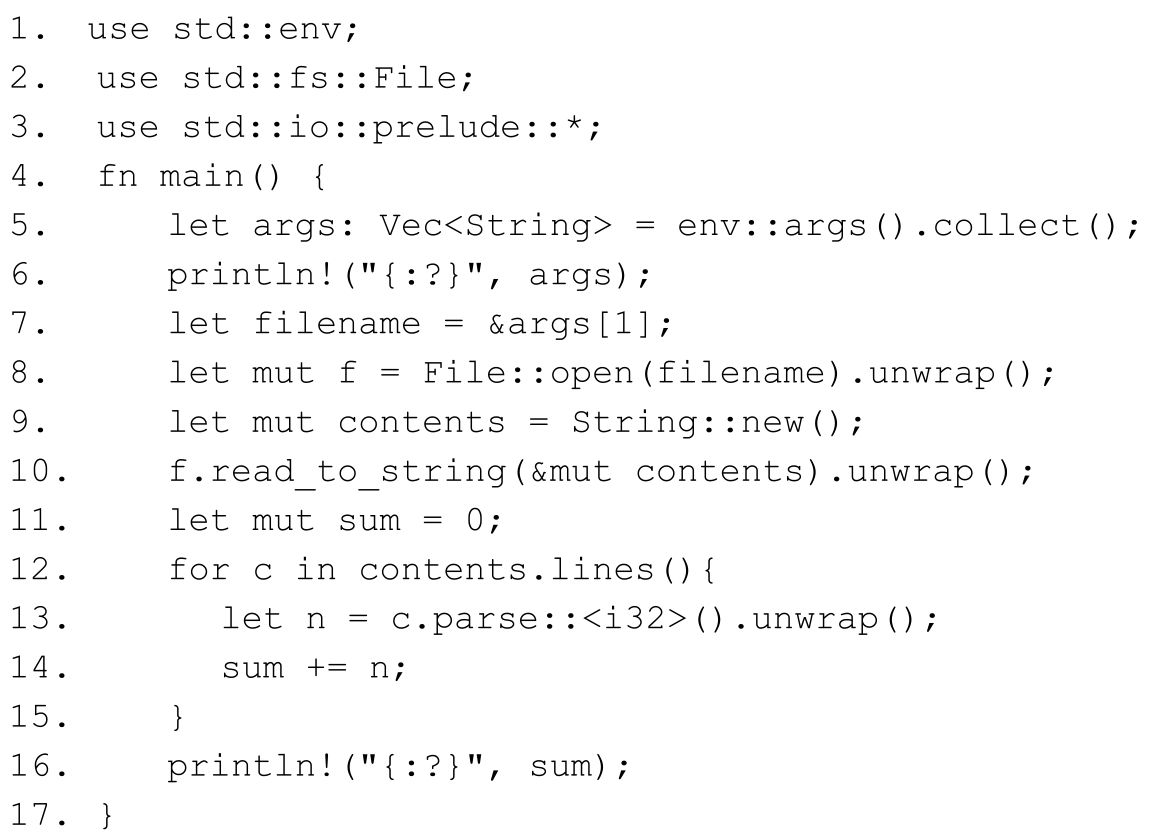 1. use std::env;
2. use std::fs::File;
3. use std::io::prelude::*;
4. fn main() {
5. let args: Vec<String> = env::args().collect();
6. println!("{:?}", args);
7. let filename = &args[1];
8. let mut f = File::open(filename).unwrap();
9. let mut contents = String::new();
10. f.read_to_string(&mut contents).unwrap();
11. let mut sum = 0;
12. for c in contents.lines(){
13. let n = c.parse::<i32>().unwrap();
14. sum += n;
15. }
16. println!("{:?}", sum);
17. }